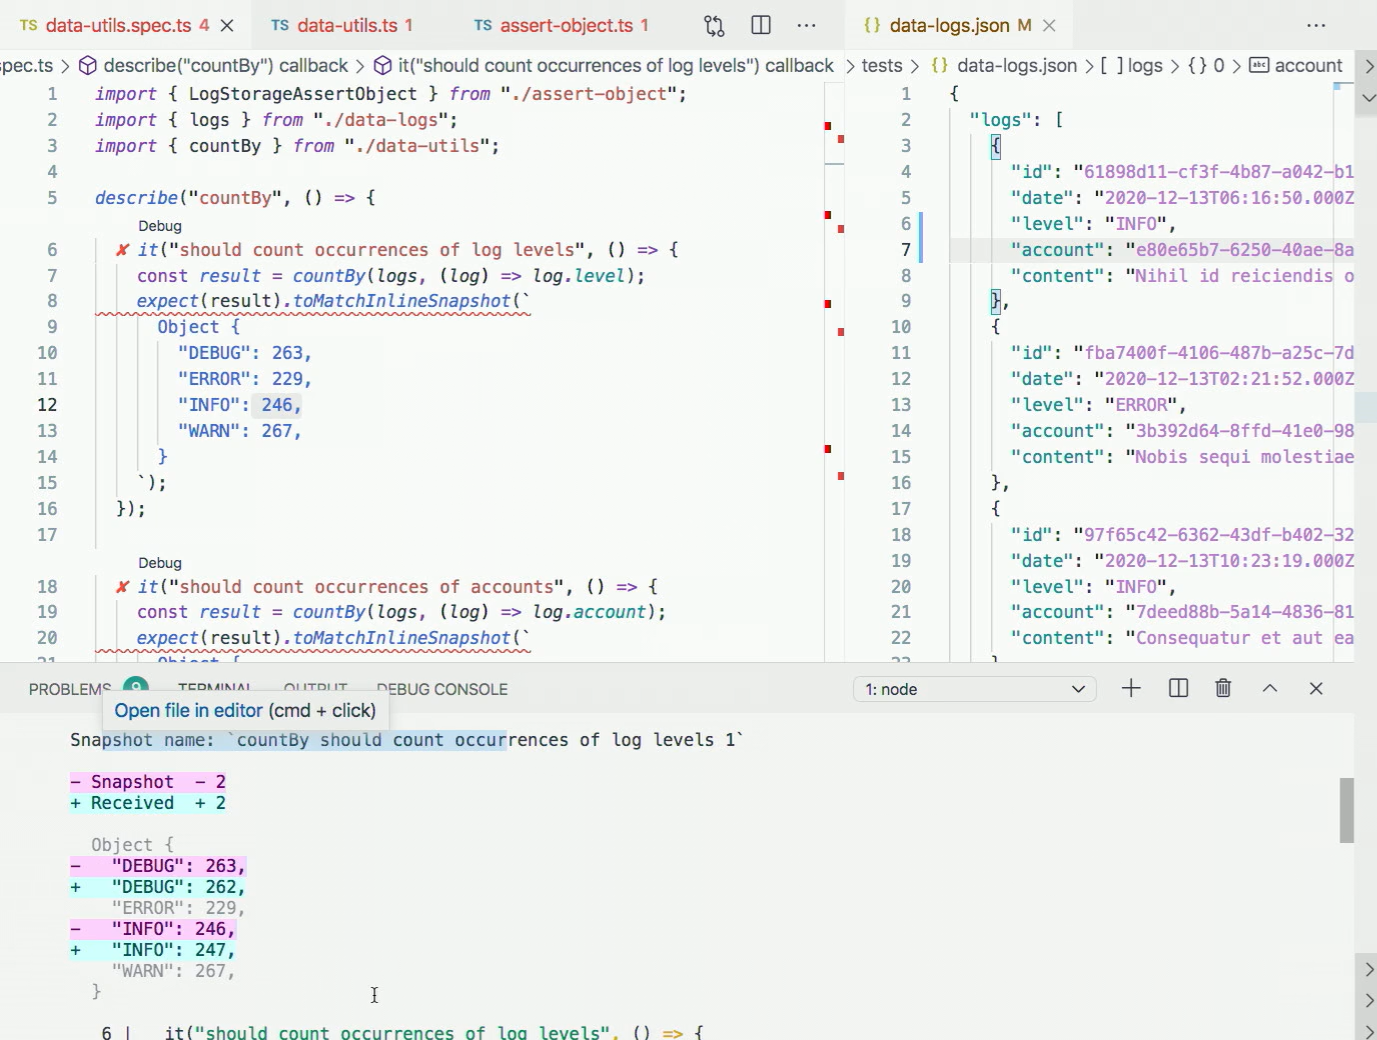 TS data-utils.spec.ts 4
TS data-utils.ts 1
TS assert-object.ts 1
{} data-logs.json M
spec.ts > describe("countBy") callback > it("should count occurrences of log levels") callback
> tests > {} data-logs.json > [ ] logs > {} 0 > abc account
1 import { LogStorageAssertObject } from "./assert-object";
2 import { logs } from "./data-logs";
3 import { countBy } from "./data-utils";
4
5 describe("countBy", () => {
Debug
6 ✘ it("should count occurrences of log levels", () => {
7 const result = countBy(logs, (log) => log.level);
8 expect(result).toMatchInlineSnapshot(`
9 Object {
10 "DEBUG": 263,
11 "ERROR": 229,
12 "INFO": 246,
13 "WARN": 267,
14 }
15 `);
16 });
17
Debug
18 ✘ it("should count occurrences of accounts", () => {
19 const result = countBy(logs, (log) => log.account);
20 expect(result).toMatchInlineSnapshot(`
21 Object {
1 {
2 "logs": [
3 {
4 "id": "61898d11-cf3f-4b87-a042-b1
5 "date": "2020-12-13T06:16:50.000Z
6 "level": "INFO",
7 "account": "e80e65b7-6250-40ae-8a
8 "content": "Nihil id reiciendis o
9 },
10 {
11 "id": "fba7400f-4106-487b-a25c-7d
12 "date": "2020-12-13T02:21:52.000Z
13 "level": "ERROR",
14 "account": "3b392d64-8ffd-41e0-98
15 "content": "Nobis sequi molestiae
16 },
17 {
18 "id": "97f65c42-6362-43df-b402-32
19 "date": "2020-12-13T10:23:19.000Z
20 "level": "INFO",
21 "account": "7deed88b-5a14-4836-81
22 "content": "Consequatur et aut ea
23 }
PROBLEMS 9 TERMINAL OUTPUT DEBUG CONSOLE
1: node
Open file in editor (cmd + click)
Snapshot name: `countBy should count occurrences of log levels 1`
- Snapshot - 2
+ Received + 2
Object {
- "DEBUG": 263,
+ "DEBUG": 262,
"ERROR": 229,
- "INFO": 246,
+ "INFO": 247,
"WARN": 267,
}
6 | it("should count occurrences of log levels", () => {